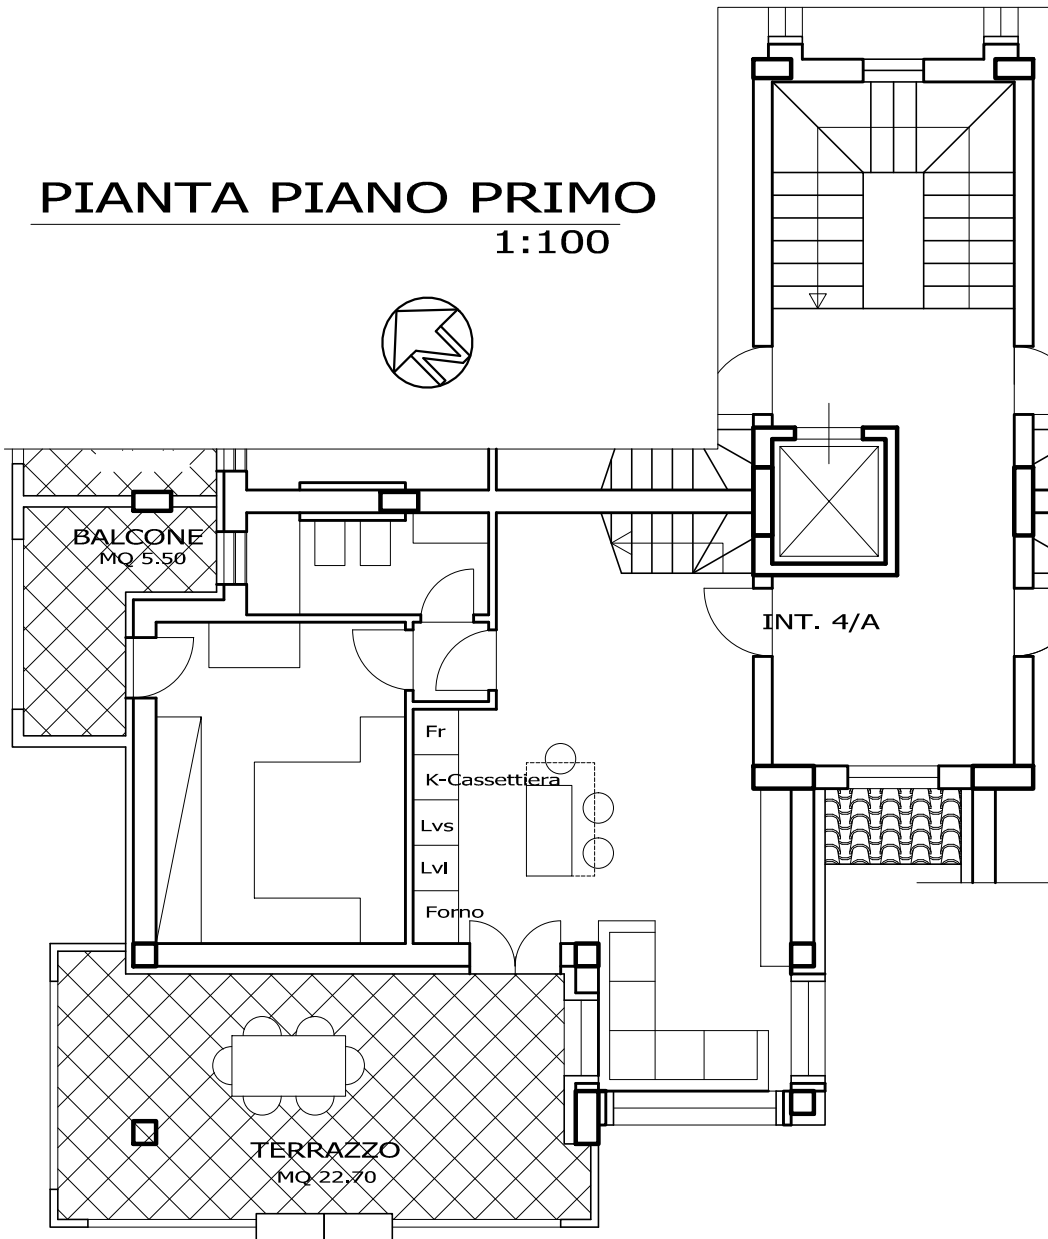 PIANTA PIANO PRIMO
1:100
BALCONE
MQ 5.50
INT. 4/A
Fr
K-Cassettiera
Lvs
Lvl
Forno
TERRAZZO
MQ 22.70